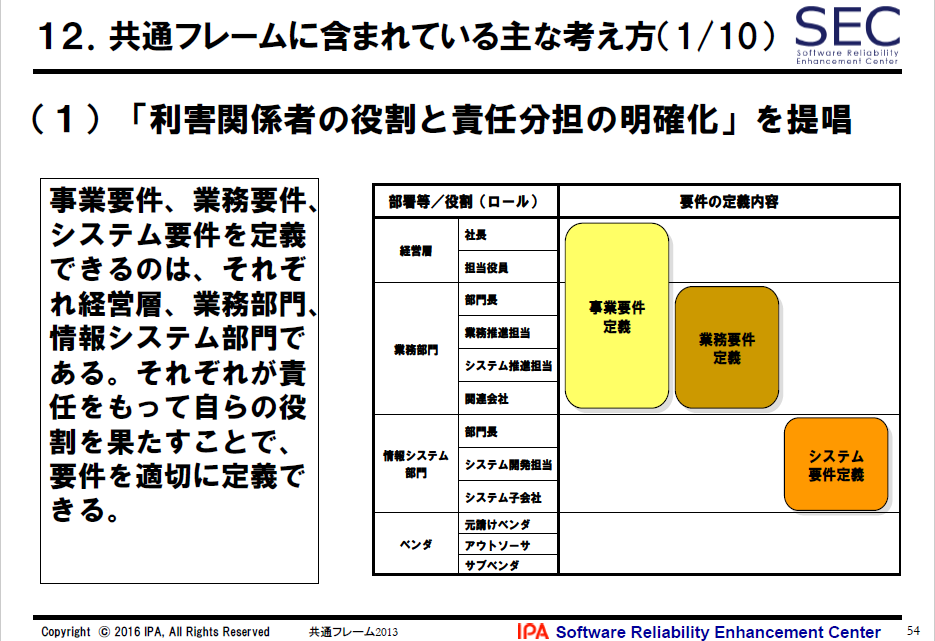 12. 共通フレームに含まれている主な考え方(1/10)
SEC
Software Reliability
Enhancement Center
(1)「利害関係者の役割と責任分担の明確化」を提唱
事業要件、業務要件、
システム要件を定義
できるのは、それぞ
れ経営層、業務部門、
情報システム部門で
ある。それぞれが責
任をもって自らの役
割を果たすことで、
要件を適切に定義で
きる。
部署等/役割(ロール)
要件の定義内容
経営層
社長
担当役員
業務部門
部門長
業務推進担当
システム推進担当
関連会社
情報システム
部門
部門長
システム開発担当
システム子会社
ベンダ
元請けベンダ
アウトソーサ
サブベンダ
事業要件
定義
業務要件
定義
システム
要件定義
Copyright © 2016 IPA, All Rights Reserved
共通フレーム2013
IPA Software Reliability Enhancement Center
54